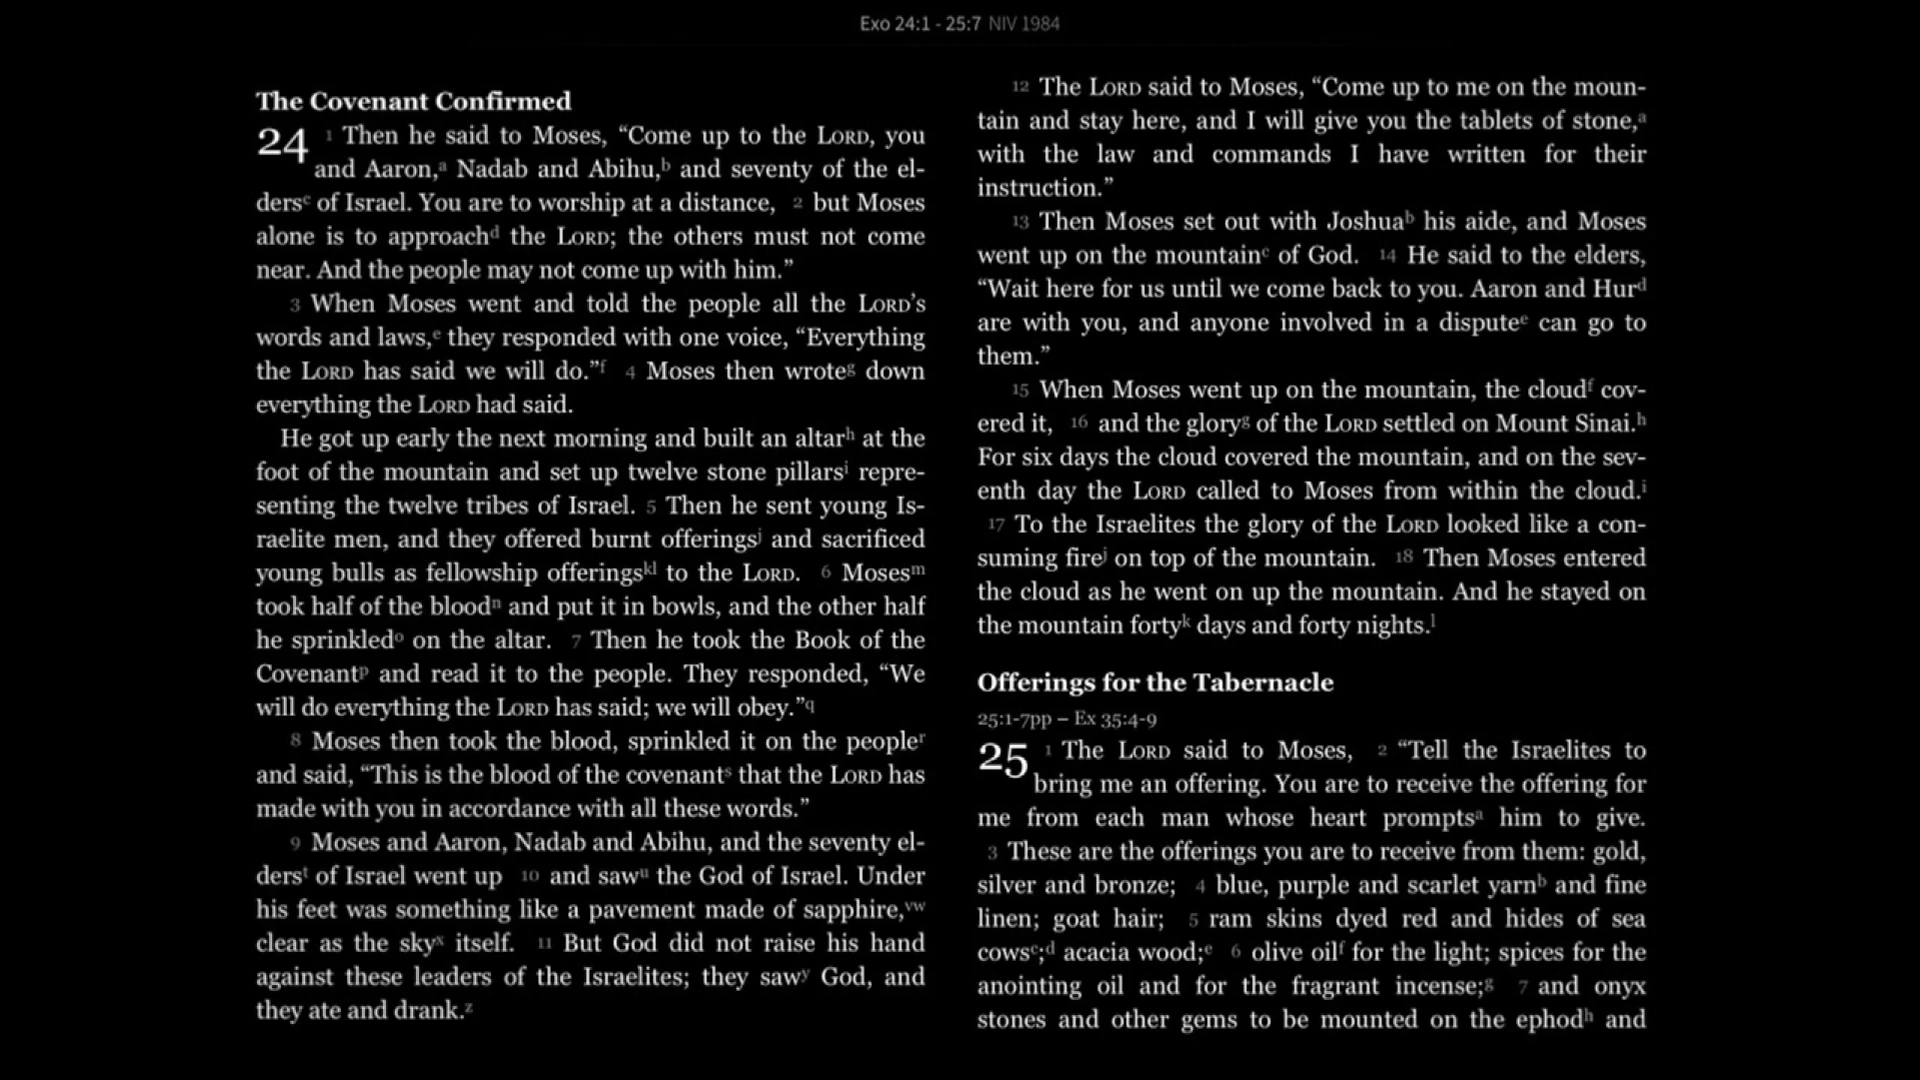 Exo 24:1 - 25:7 NIV 1984
The Covenant Confirmed
24 1 Then he said to Moses, “Come up to the LORD, you
and Aaron,a Nadab and Abihu,b and seventy of the el-
dersc of Israel. You are to worship at a distance, 2 but Moses
alone is to approachd the LORD; the others must not come
near. And the people may not come up with him.”
3 When Moses went and told the people all the LORD’s
words and laws,e they responded with one voice, “Everything
the LORD has said we will do.”f 4 Moses then wroteg down
everything the LORD had said.
He got up early the next morning and built an altarh at the
foot of the mountain and set up twelve stone pillarsi repre-
senting the twelve tribes of Israel. 5 Then he sent young Is-
raelite men, and they offered burnt offeringsj and sacrificed
young bulls as fellowship offeringskl to the LORD. 6 Mosesm
took half of the bloodn and put it in bowls, and the other half
he sprinkledo on the altar. 7 Then he took the Book of the
Covenantp and read it to the people. They responded, “We
will do everything the LORD has said; we will obey.”q
8 Moses then took the blood, sprinkled it on the peopler
and said, “This is the blood of the covenants that the LORD has
made with you in accordance with all these words.”
9 Moses and Aaron, Nadab and Abihu, and the seventy el-
derst of Israel went up 10 and sawu the God of Israel. Under
his feet was something like a pavement made of sapphire,vw
clear as the skyx itself. 11 But God did not raise his hand
against these leaders of the Israelites; they sawy God, and
they ate and drank.z
12 The LORD said to Moses, “Come up to me on the moun-
tain and stay here, and I will give you the tablets of stone,a
with the law and commands I have written for their
instruction.”
13 Then Moses set out with Joshuab his aide, and Moses
went up on the mountainc of God. 14 He said to the elders,
“Wait here for us until we come back to you. Aaron and Hurd
are with you, and anyone involved in a disputee can go to
them.”
15 When Moses went up on the mountain, the cloudf cov-
ered it, 16 and the gloryg of the LORD settled on Mount Sinai.h
For six days the cloud covered the mountain, and on the sev-
enth day the LORD called to Moses from within the cloud.i
17 To the Israelites the glory of the LORD looked like a con-
suming firej on top of the mountain. 18 Then Moses entered
the cloud as he went on up the mountain. And he stayed on
the mountain fortyk days and forty nights.l
Offerings for the Tabernacle
25:1-7pp – Ex 35:4-9
25 1 The LORD said to Moses, 2 “Tell the Israelites to
bring me an offering. You are to receive the offering for
me from each man whose heart promptsa him to give.
3 These are the offerings you are to receive from them: gold,
silver and bronze; 4 blue, purple and scarlet yarnb and fine
linen; goat hair; 5 ram skins dyed red and hides of sea
cowsc;d acacia wood;e 6 olive oilf for the light; spices for the
anointing oil and for the fragrant incense;g 7 and onyx
stones and other gems to be mounted on the ephodh and